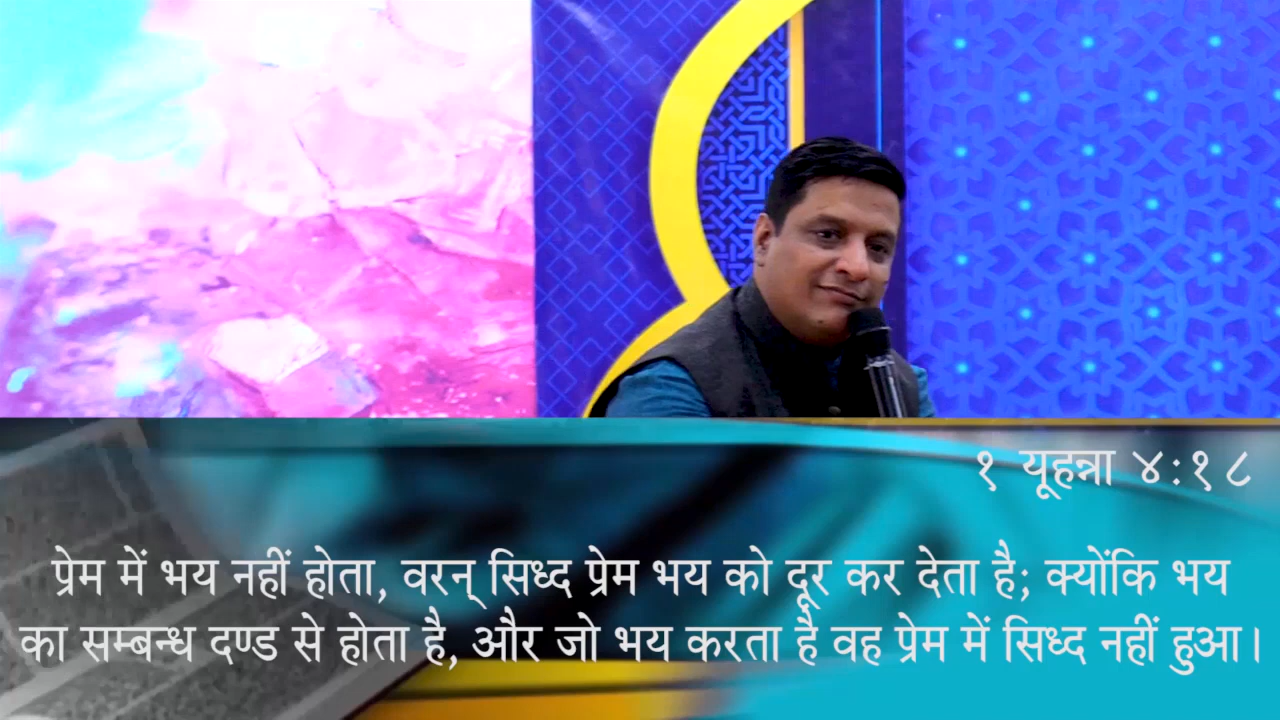 १ यूहन्ना ४:१८
प्रेम में भय नहीं होता, वरन् सिध्द प्रेम भय को दूर कर देता है; क्योंकि भय
का सम्बन्ध दण्ड से होता है, और जो भय करता है वह प्रेम में सिध्द नहीं हुआ।